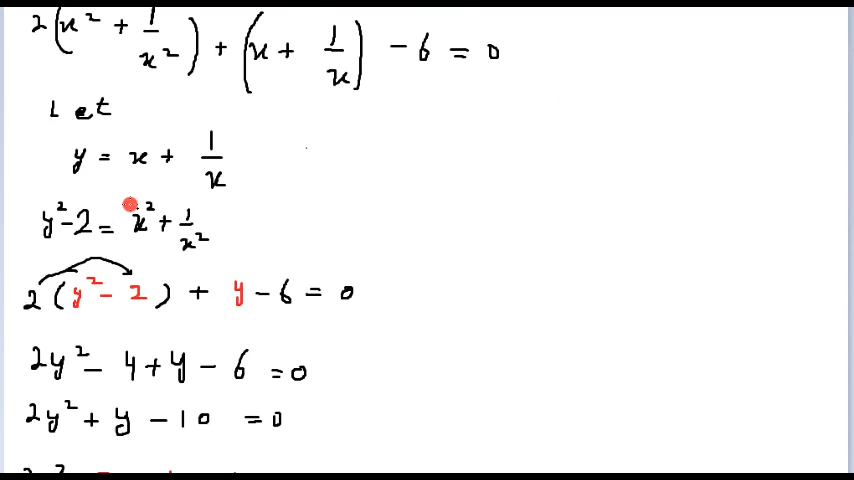 2(x² + 1/x²) + (x + 1/x) - 6 = 0
Let
y = x + 1/x
y² - 2 = x² + 1/x²
2(y² - 2) + y - 6 = 0
2y² - 4 + y - 6 = 0
2y² + y - 10 = 0